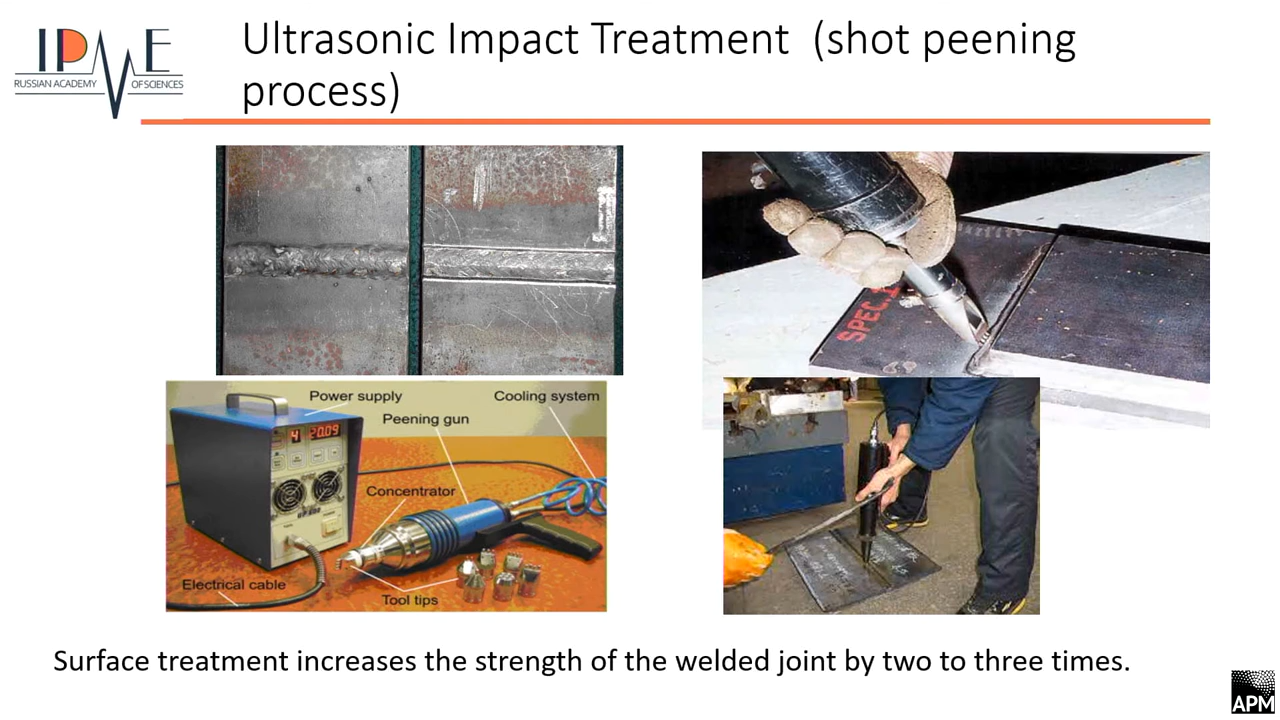 IPME
RUSSIAN ACADEMY OF SCIENCES
Ultrasonic Impact Treatment (shot peening
process)
SPEC.
Power supply
Cooling system
Peening gun
4 20.09
Concentrator
Electrical cable
Tool tips
Surface treatment increases the strength of the welded joint by two to three times.
APM